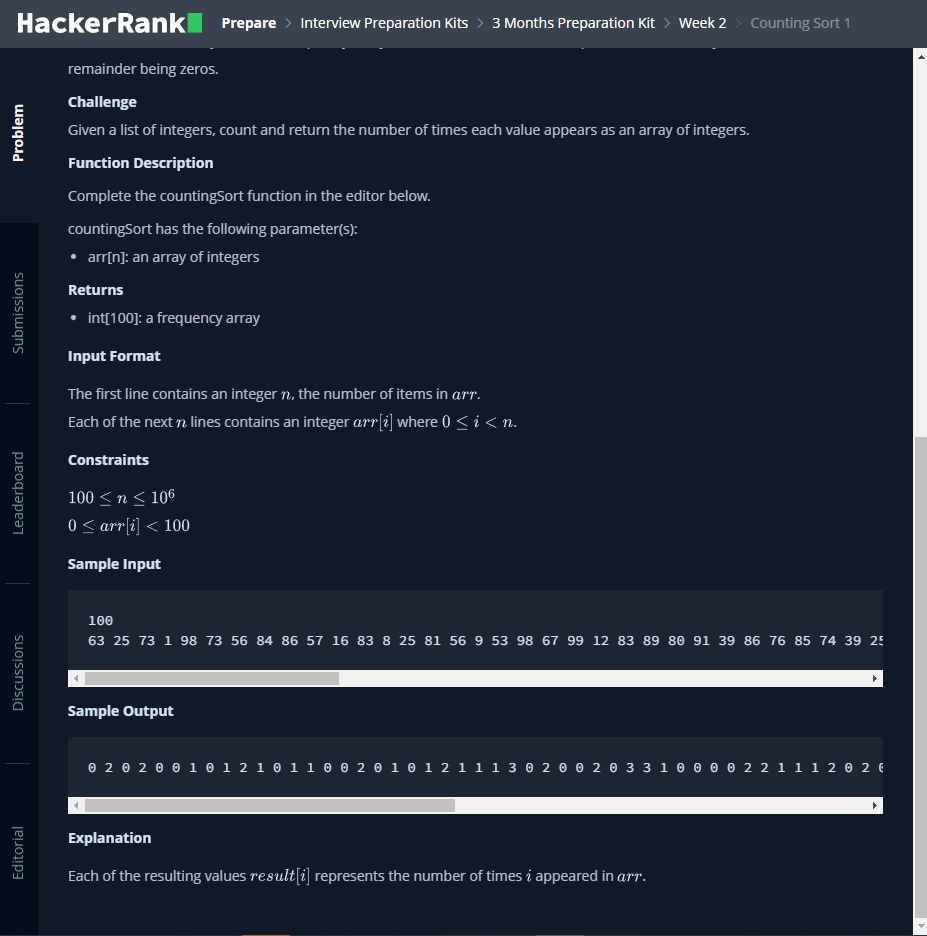 HackerRank Prepare > Interview Preparation Kits > 3 Months Preparation Kit > Week 2 > Counting Sort 1
Problem
Submissions
Leaderboard
Discussions
Editorial
remainder being zeros.
Challenge
Given a list of integers, count and return the number of times each value appears as an array of integers.
Function Description
Complete the countingSort function in the editor below.
countingSort has the following parameter(s):
• arr[n]: an array of integers
Returns
• int[100]: a frequency array
Input Format
The first line contains an integer n, the number of items in arr.
Each of the next n lines contains an integer arr[i] where 0 ≤ i < n.
Constraints
100 ≤ n ≤ 10⁶
0 ≤ arr[i] < 100
Sample Input
100
63 25 73 1 98 73 56 84 86 57 16 83 8 25 81 56 9 53 98 67 99 12 83 89 80 91 39 86 76 85 74 39 25
Sample Output
0 2 0 2 0 0 1 0 1 2 1 0 1 1 0 0 2 0 1 0 1 2 1 1 1 3 0 2 0 0 2 0 3 3 1 0 0 0 0 2 2 1 1 1 2 0 2
Explanation
Each of the resulting values result[i] represents the number of times i appeared in arr.